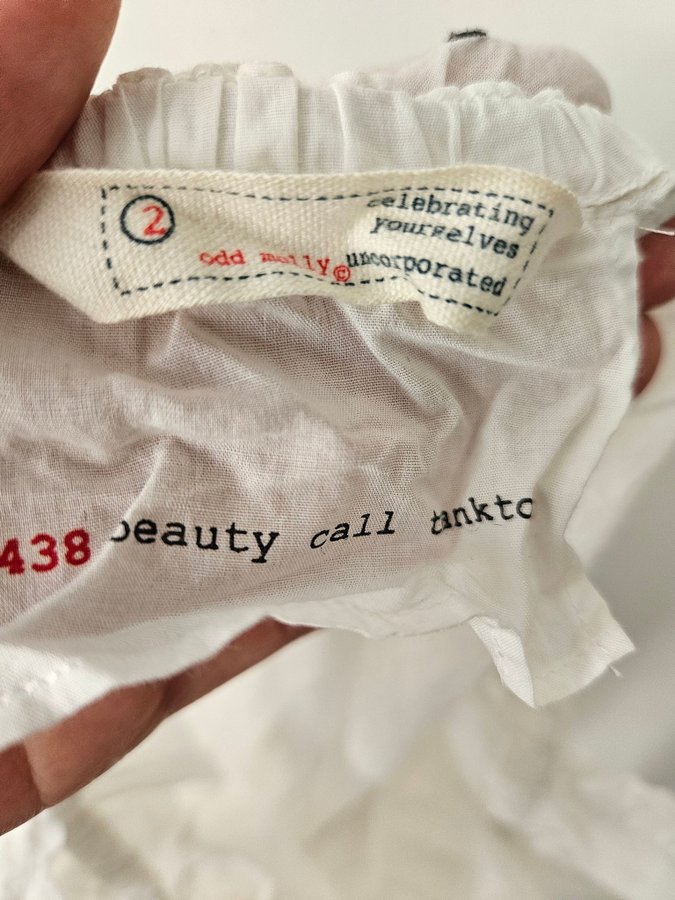 2
celebrating
yourselves
odd molly© uncorporated
438 beauty call tankto